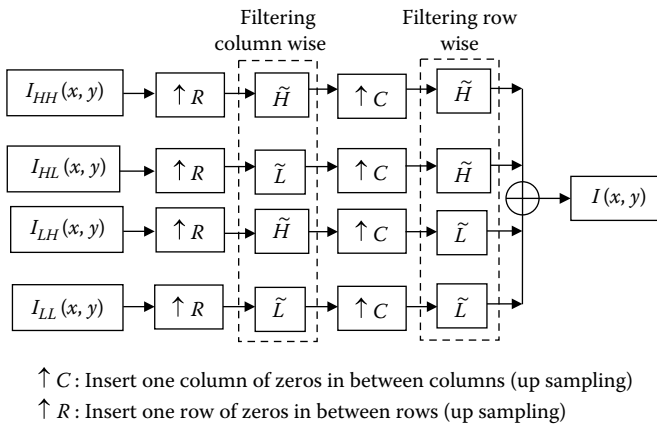 Filtering column wise
Filtering row wise
I_HH(x, y) ↑ R H̃ ↑ C H̃
I_HL(x, y) ↑ R L̃ ↑ C H̃
I(x, y)
I_LH(x, y) ↑ R H̃ ↑ C L̃
I_LL(x, y) ↑ R L̃ ↑ C L̃
↑ C : Insert one column of zeros in between columns (up sampling)
↑ R : Insert one row of zeros in between rows (up sampling)